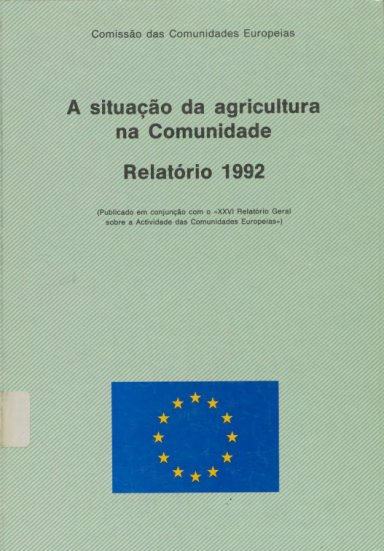 Comissão das Comunidades Europeias
A situação da agricultura
na Comunidade
Relatório 1992
(Publicado em conjunção com o «XXVI Relatório Geral
sobre a Actividade das Comunidades Europeias»)